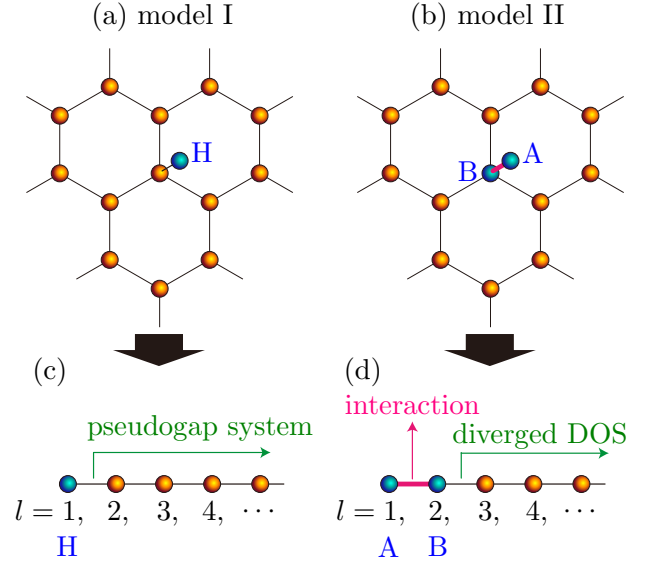 (a) model I
(b) model II
H
B
A
(c)
(d)
interaction
pseudogap system
diverged DOS
l = 1, 2, 3, 4, ⋯
H
l = 1, 2, 3, 4, ⋯
A B